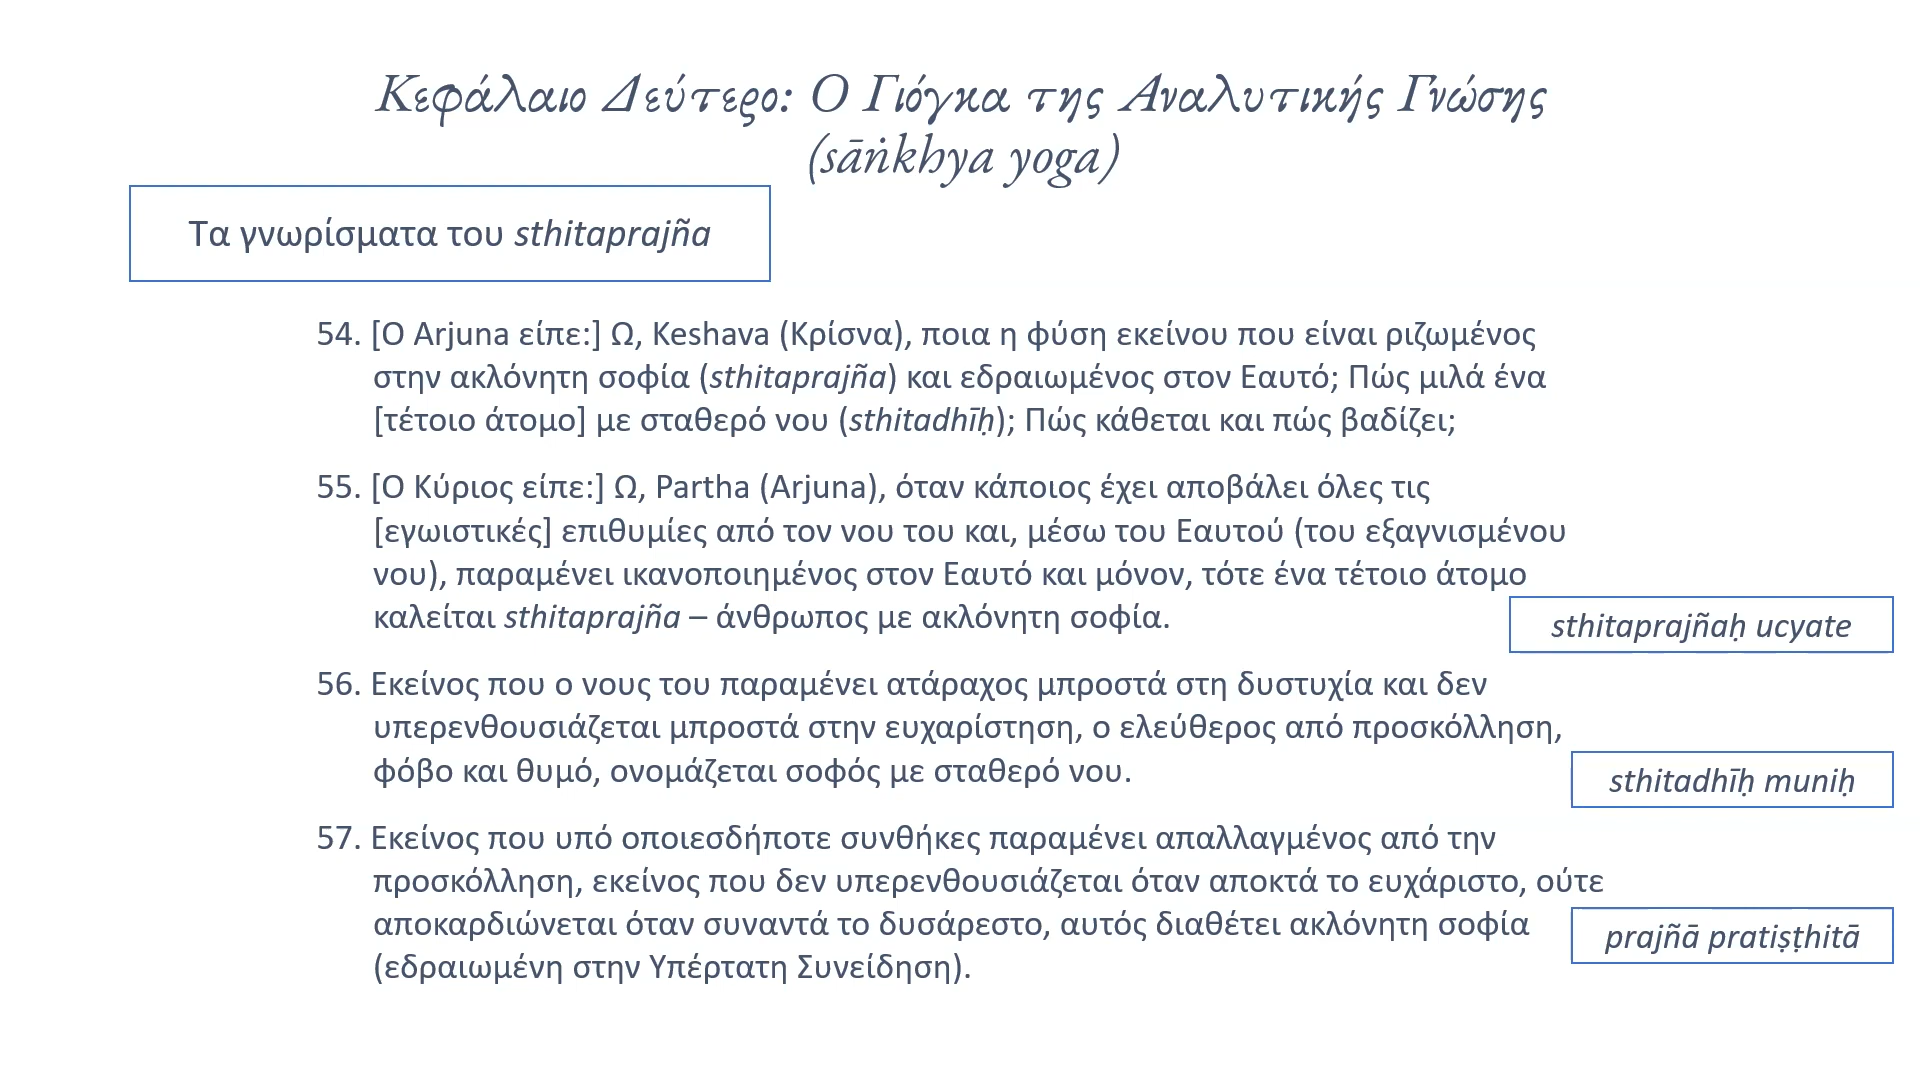 Κεφάλαιο Δεύτερο: Ο Γιόγκα της Αναλυτικής Γνώσης
(sāṅkhya yoga)
Τα γνωρίσματα του sthitaprajña
54. [Ο Arjuna είπε:] Ω, Keshava (Κρίσνα), ποια η φύση εκείνου που είναι ριζωμένος
στην ακλόνητη σοφία (sthitaprajña) και εδραιωμένος στον Εαυτό; Πώς μιλά ένα
[τέτοιο άτομο] με σταθερό νου (sthitadhīḥ); Πώς κάθεται και πώς βαδίζει;
55. [Ο Κύριος είπε:] Ω, Partha (Arjuna), όταν κάποιος έχει αποβάλει όλες τις
[εγωιστικές] επιθυμίες από τον νου του και, μέσω του Εαυτού (του εξαγνισμένου
νου), παραμένει ικανοποιημένος στον Εαυτό και μόνον, τότε ένα τέτοιο άτομο
καλείται sthitaprajña – άνθρωπος με ακλόνητη σοφία.
sthitaprajñaḥ ucyate
56. Εκείνος που ο νους του παραμένει ατάραχος μπροστά στη δυστυχία και δεν
υπερενθουσιάζεται μπροστά στην ευχαρίστηση, ο ελεύθερος από προσκόλληση,
φόβο και θυμό, ονομάζεται σοφός με σταθερό νου.
sthitadhīḥ muniḥ
57. Εκείνος που υπό οποιεσδήποτε συνθήκες παραμένει απαλλαγμένος από την
προσκόλληση, εκείνος που δεν υπερενθουσιάζεται όταν αποκτά το ευχάριστο, ούτε
αποκαρδιώνεται όταν συναντά το δυσάρεστο, αυτός διαθέτει ακλόνητη σοφία
(εδραιωμένη στην Υπέρτατη Συνείδηση).
prajñā pratiṣṭhitā